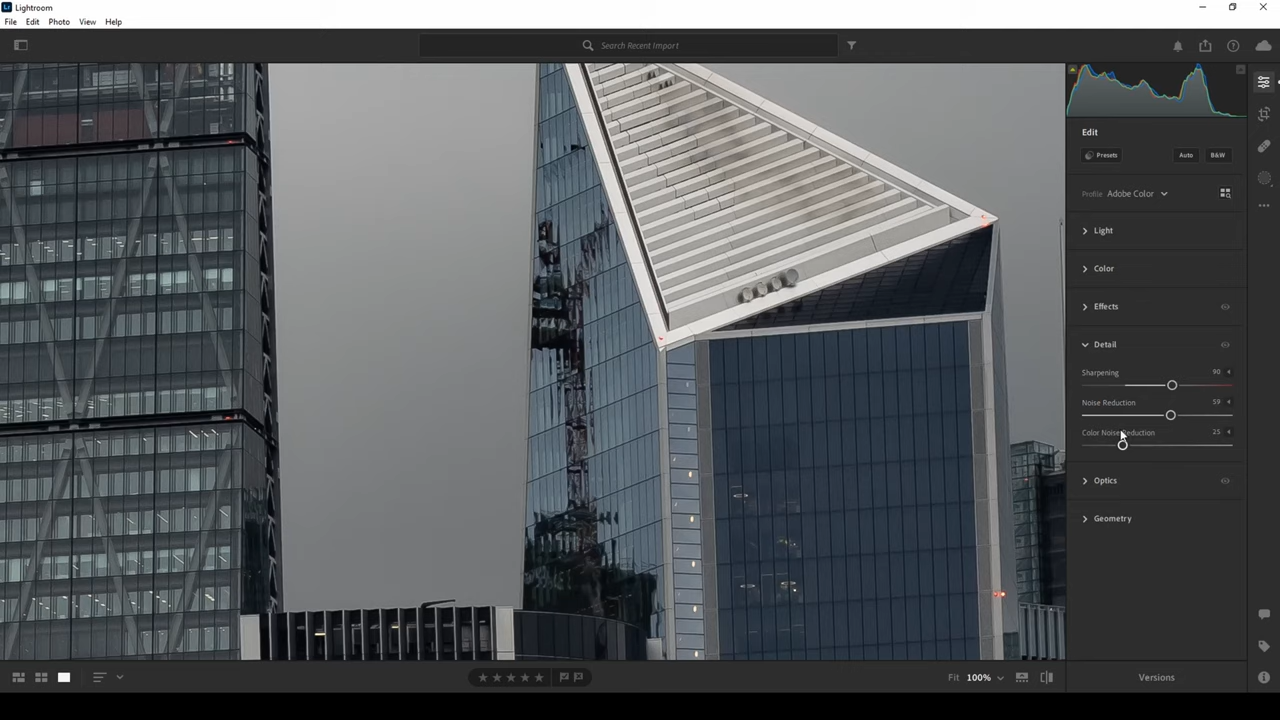 Lr Lightroom
File Edit Photo View Help
Search Recent Import
Edit
Presets Auto B&W
Profile Adobe Color
Light
Color
Effects
Detail
Sharpening 90
Noise Reduction 59
Color Noise Reduction 25
Optics
Geometry
Fit 100% Versions